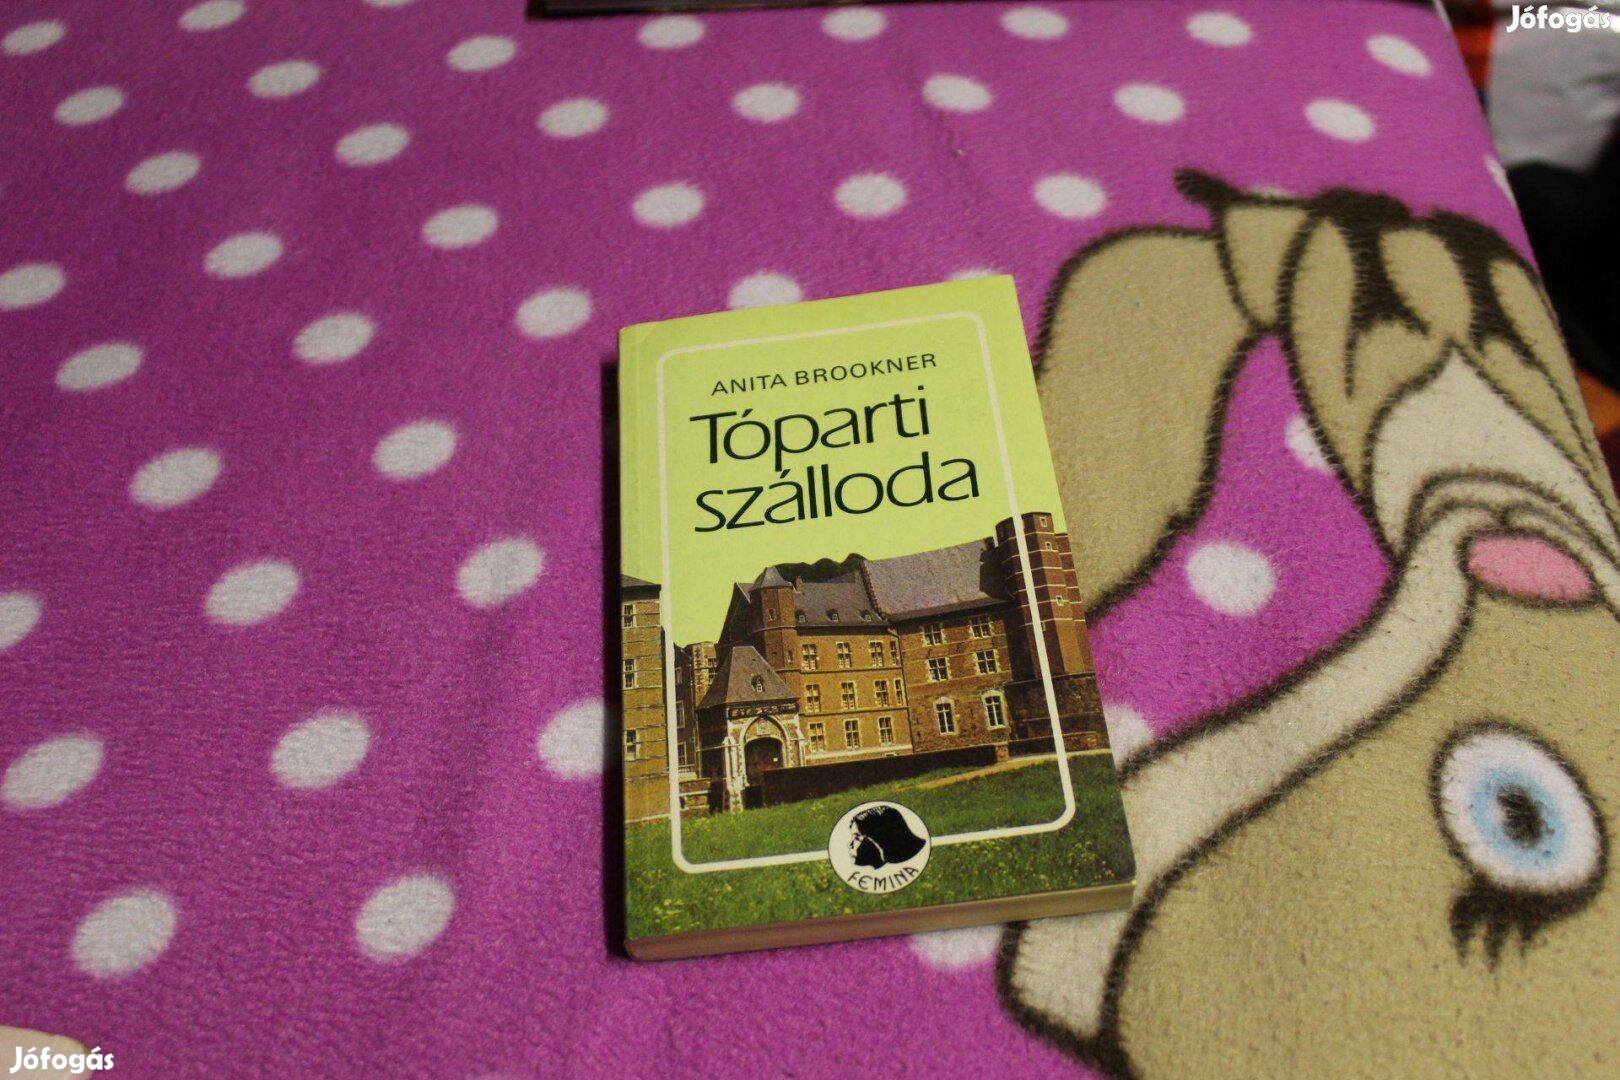 Jófogás
ANITA BROOKNER
Tóparti
szálloda
FEMINA
Jófogás